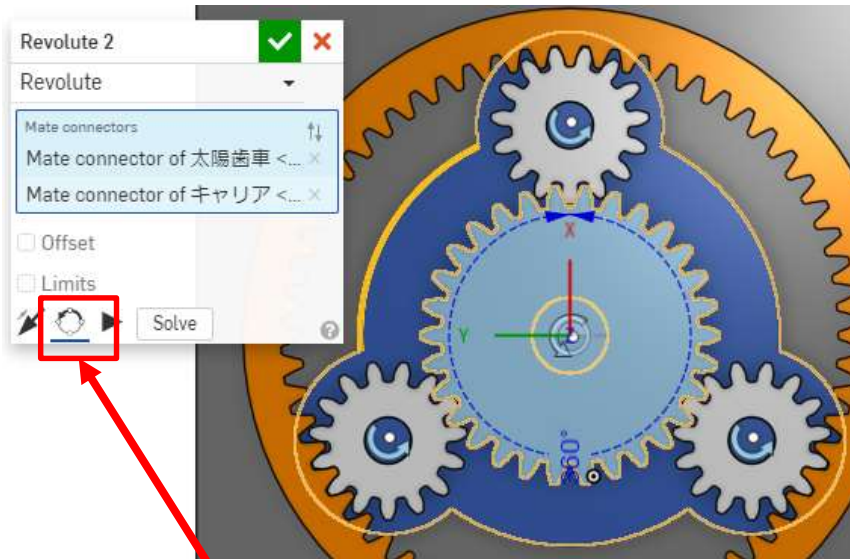 Revolute 2
Revolute
Mate connectors
Mate connector of 太陽歯車 <...
Mate connector of キャリア <...
Offset
Limits
Solve
X
Y
360°